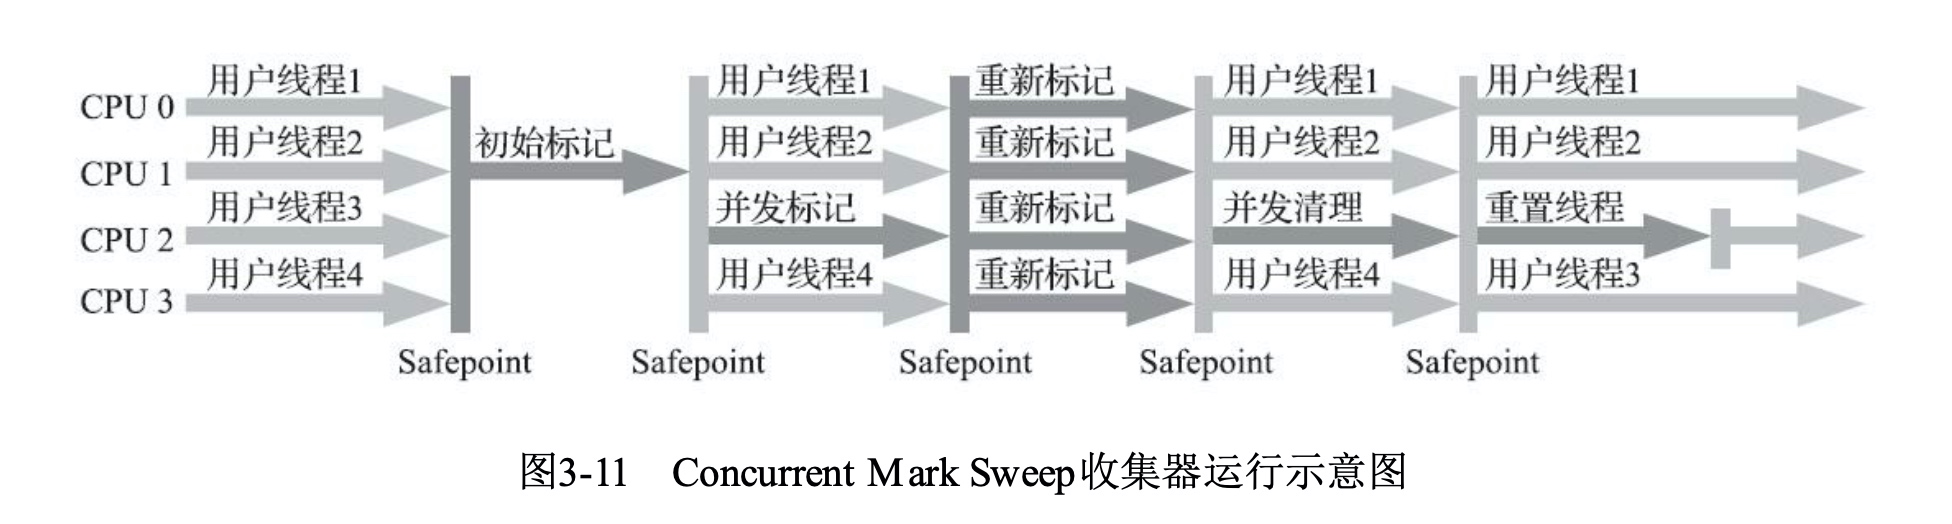 用户线程1 用户线程1 重新标记 用户线程1 用户线程1
CPU 0
用户线程2 初始标记 用户线程2 重新标记 用户线程2 用户线程2
CPU 1
用户线程3 并发标记 重新标记 并发清理 重置线程
CPU 2
用户线程4 用户线程4 重新标记 用户线程4 用户线程3
CPU 3
Safepoint Safepoint Safepoint Safepoint Safepoint
图3-11 Concurrent Mark Sweep收集器运行示意图